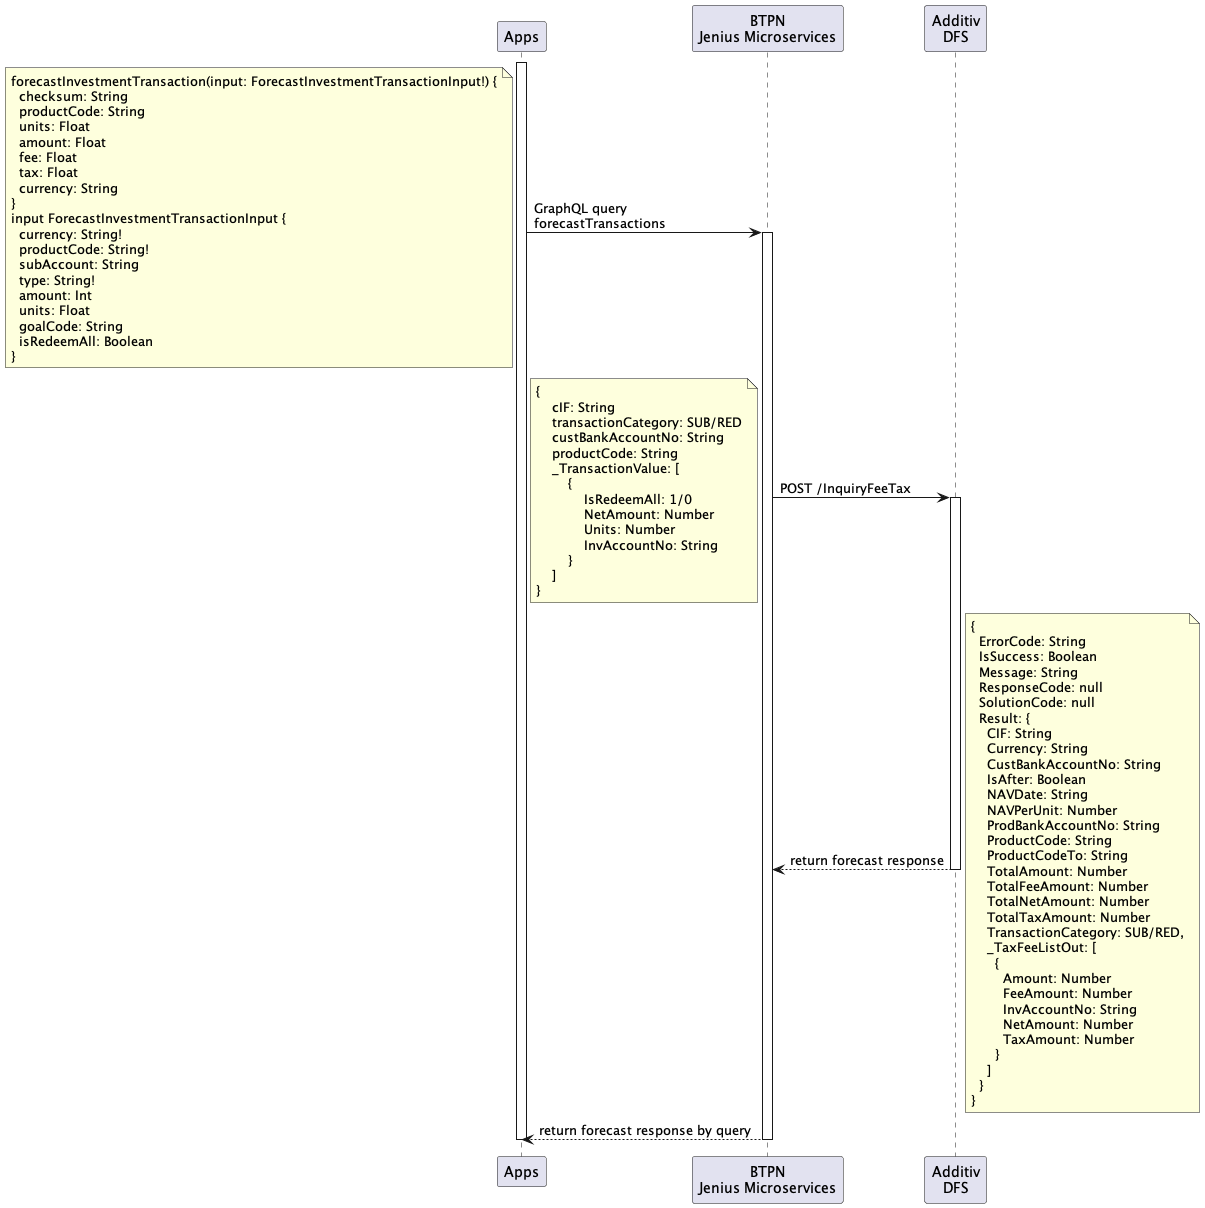 Apps
BTPN
Jenius Microservices
Additiv
DFS
forecastInvestmentTransaction(input: ForecastInvestmentTransactionInput!) {
checksum: String
productCode: String
units: Float
amount: Float
fee: Float
tax: Float
currency: String
}
input ForecastInvestmentTransactionInput {
currency: String!
productCode: String!
subAccount: String
type: String!
amount: Int
units: Float
goalCode: String
isRedeemAll: Boolean
}
GraphQL query
forecastTransactions
{
cIF: String
transactionCategory: SUB/RED
custBankAccountNo: String
productCode: String
_TransactionValue: [
{
IsRedeemAll: 1/0
NetAmount: Number
Units: Number
InvAccountNo: String
}
]
}
POST /InquiryFeeTax
{
ErrorCode: String
IsSuccess: Boolean
Message: String
ResponseCode: null
SolutionCode: null
Result: {
CIF: String
Currency: String
CustBankAccountNo: String
IsAfter: Boolean
NAVDate: String
NAVPerUnit: Number
ProdBankAccountNo: String
ProductCode: String
ProductCodeTo: String
TotalAmount: Number
TotalFeeAmount: Number
TotalNetAmount: Number
TotalTaxAmount: Number
TransactionCategory: SUB/RED,
_TaxFeeListOut: [
{
Amount: Number
FeeAmount: Number
InvAccountNo: String
NetAmount: Number
TaxAmount: Number
}
]
}
}
return forecast response
return forecast response by query
Apps
BTPN
Jenius Microservices
Additiv
DFS